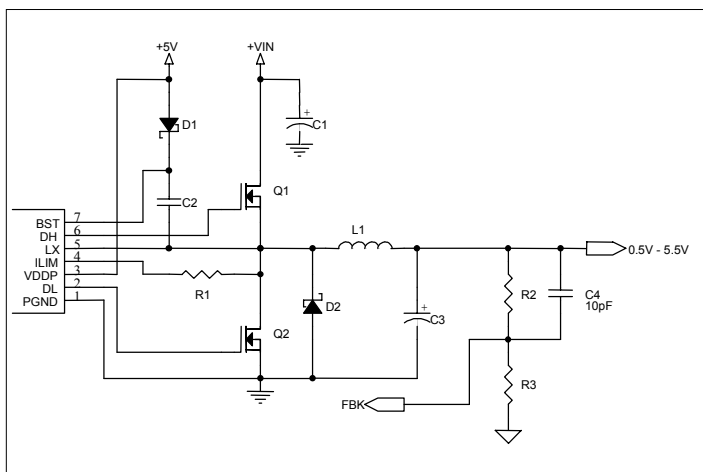 +5V
+VIN
+
C1
D1
Q1
C2
BST 7
DH 6
LX 5
ILIM 4
VDDP 3
DL 2
PGND 1
R1
L1
0.5V - 5.5V
R2
C4
10pF
D2
+
C3
Q2
R3
FBK